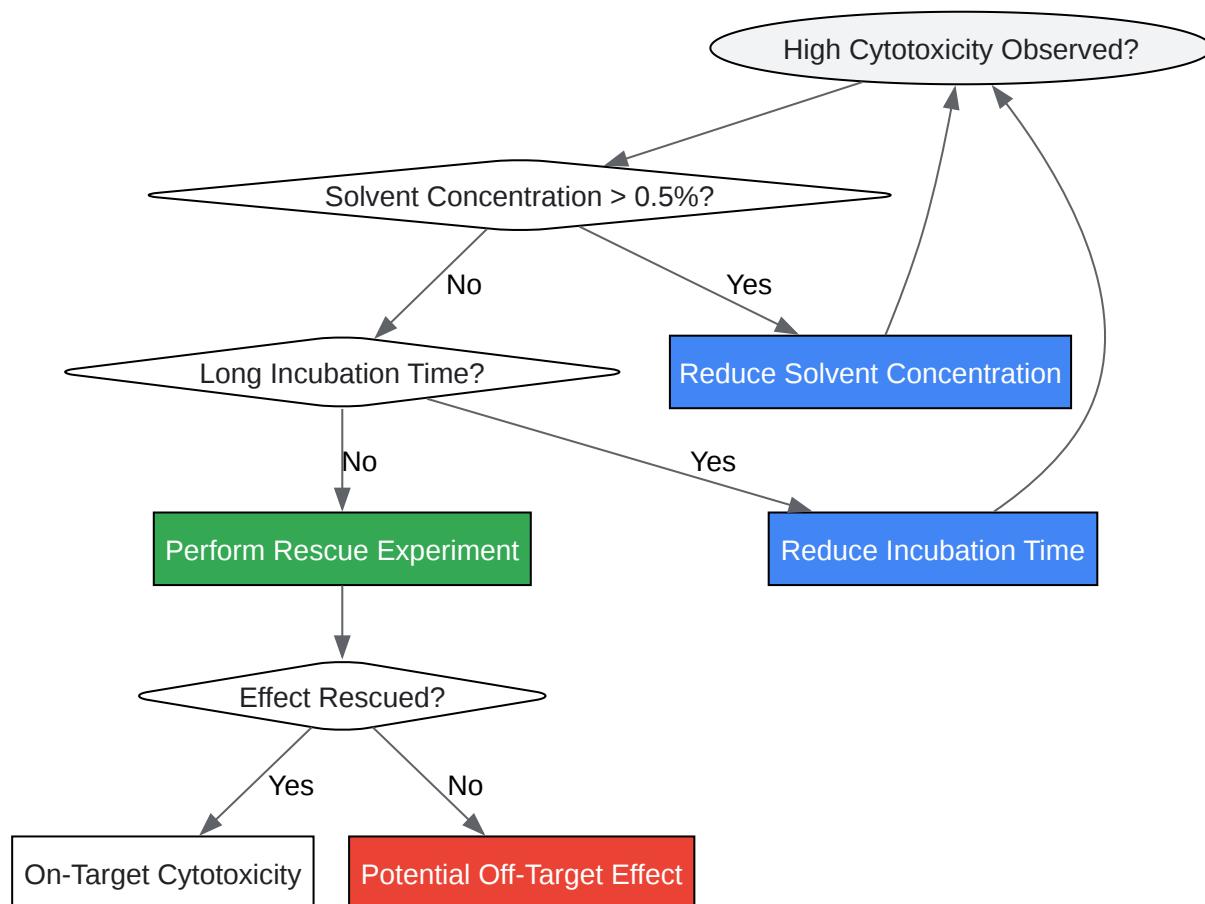 High Cytotoxicity Observed?
Solvent Concentration > 0.5%?
No
Yes
Long Incubation Time?
Reduce Solvent Concentration
No
Yes
Perform Rescue Experiment
Reduce Incubation Time
Effect Rescued?
Yes
No
On-Target Cytotoxicity
Potential Off-Target Effect